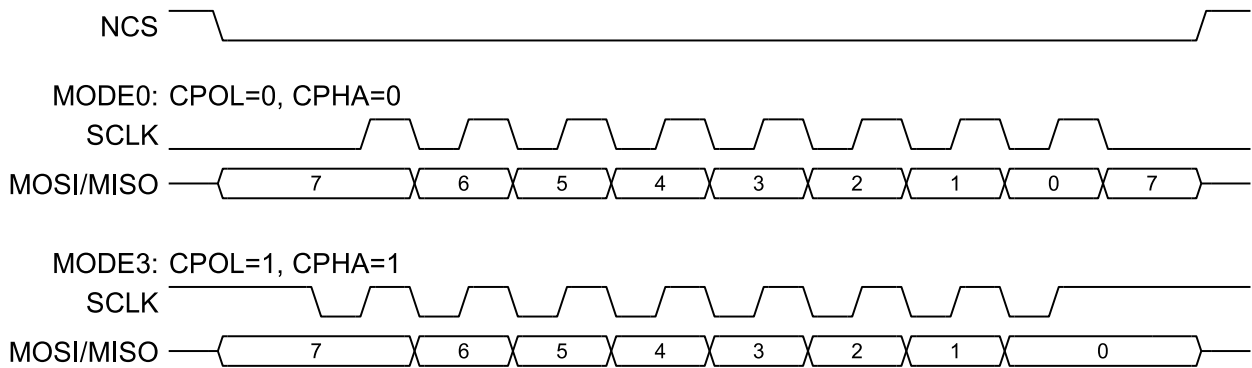 NCS
MODE0: CPOL=0, CPHA=0
SCLK
MOSI/MISO 7 6 5 4 3 2 1 0 7
MODE3: CPOL=1, CPHA=1
SCLK
MOSI/MISO 7 6 5 4 3 2 1 0